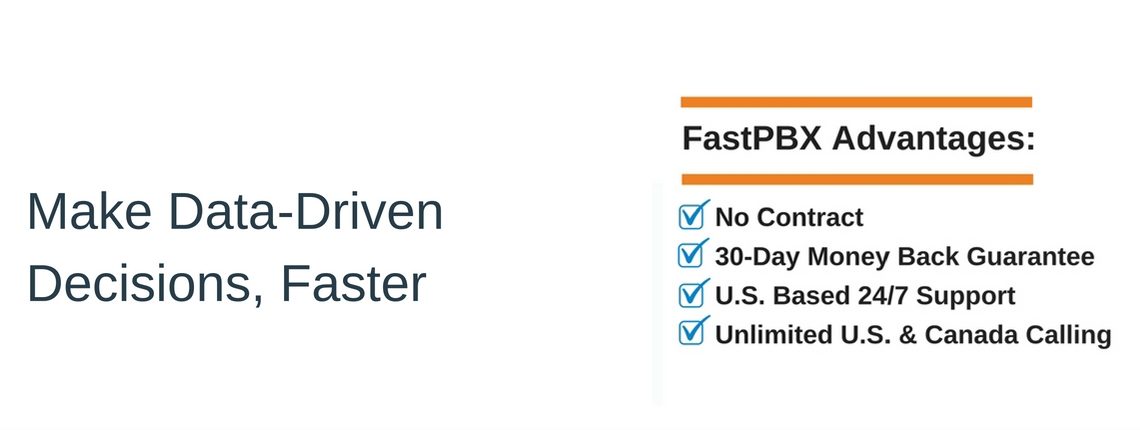 Make Data-Driven
Decisions, Faster
FastPBX Advantages:
No Contract
30-Day Money Back Guarantee
U.S. Based 24/7 Support
Unlimited U.S. & Canada Calling